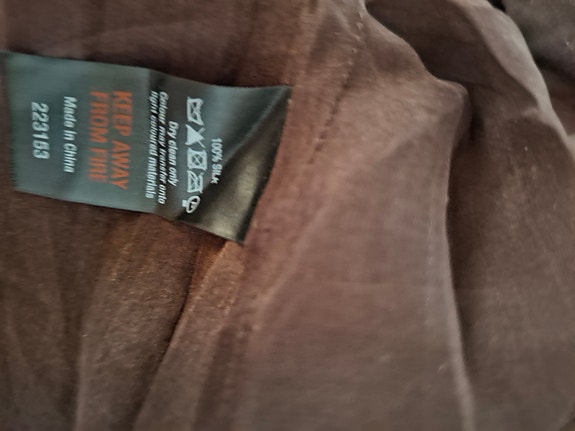 100% SILK
Dry clean only
Colour may transfer onto
light coloured materials
KEEP AWAY
FROM FIRE
Made in China
223153